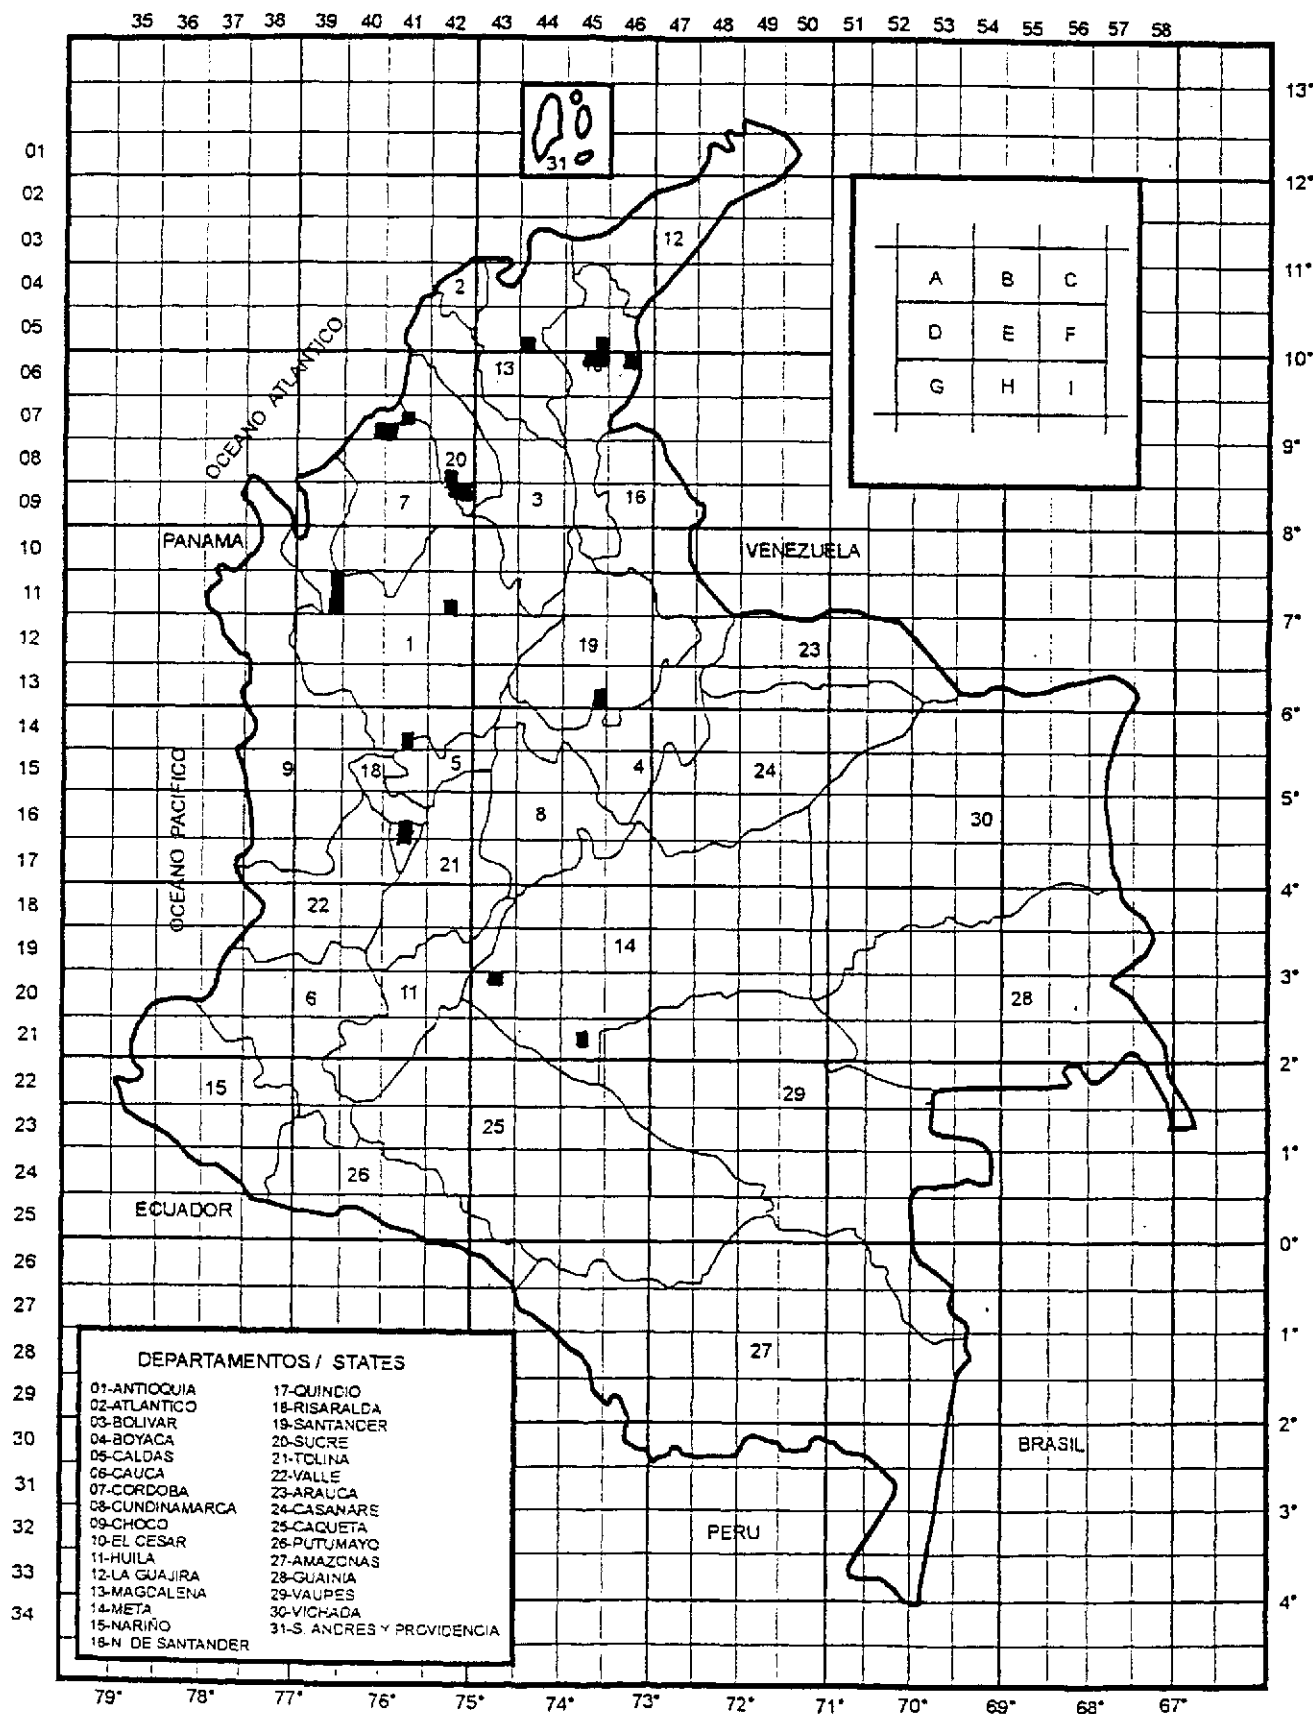 35 36 37 38 39 40 41 42 43 44 45 46 47 48 49 50 51 52 53 54 55 56 57 58
13°
31
01
12°
02
03
12
A B C
11°
04
2
D E F
05
OCEANO ATLANTICO
10°
06
13
G H I
07
9°
08
20
09
7
3
16
8°
PANAMA
VENEZUELA
10
11
7°
12
1
19
23
13
6°
14
OCEANO PACIFICO
15
9
18
5
4
24
5°
16
8
30
17
21
4°
18
22
19
14
3°
20
6
11
28
21
2°
22
15
29
23
25
1°
24
26
25
ECUADOR
0°
26
27
1°
28
27
29
2°
30
BRASIL
31
3°
32
PERU
33
4°
34
DEPARTAMENTOS / STATES
01-ANTIOQUIA 17-QUINDIO
02-ATLANTICO 18-RISARALDA
03-BOLIVAR 19-SANTANDER
04-BOYACA 20-SUCRE
05-CALDAS 21-TOLINA
06-CAUCA 22-VALLE
07-CORDOBA 23-ARAUCA
08-CUNDINAMARCA 24-CASANARE
09-CHOCO 25-CAQUETA
10-EL CESAR 26-PUTUMAYO
11-HUILA 27-AMAZONAS
12-LA GUAJIRA 28-GUAINIA
13-MAGDALENA 29-VAUPES
14-META 30-VICHADA
15-NARIÑO 31-S. ANDRES Y PROVIDENCIA
16-N DE SANTANDER
79° 78° 77° 76° 75° 74° 73° 72° 71° 70° 69° 68° 67°